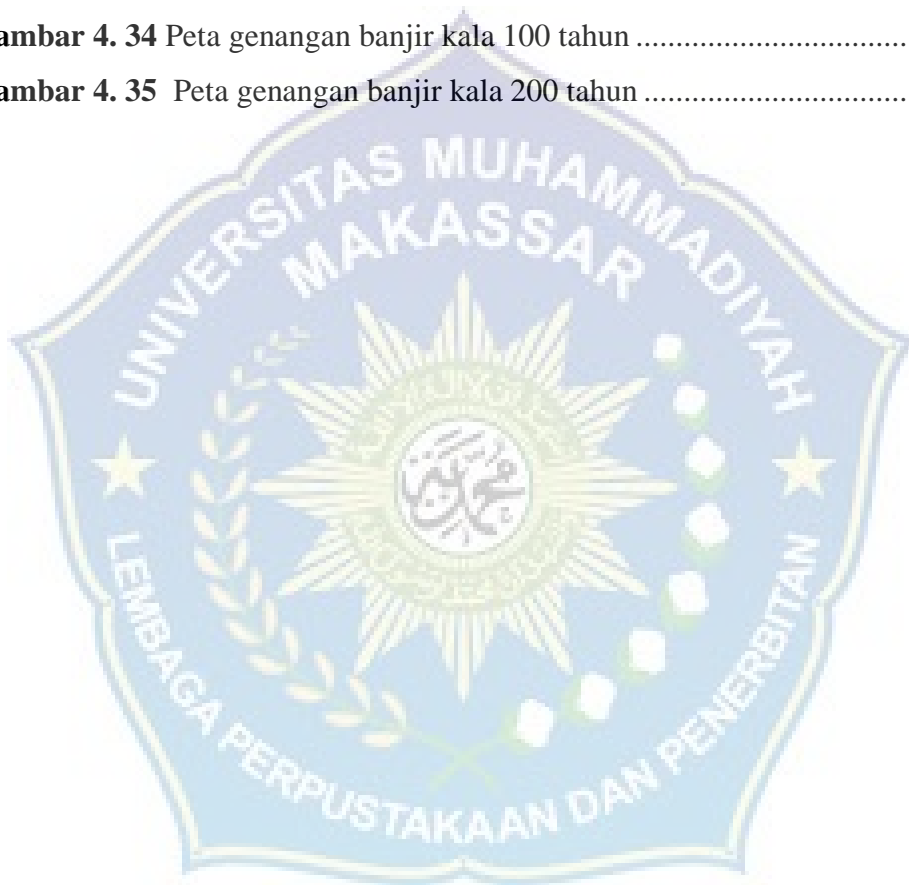 ambar 4. 34 Peta genangan banjir kala 100 tahun ..................................
ambar 4. 35 Peta genangan banjir kala 200 tahun .................................
UNIVERSITAS MUHAMMADIYAH
MAKASSAR
LEMBAGA PERPUSTAKAAN DAN PENERBITAN